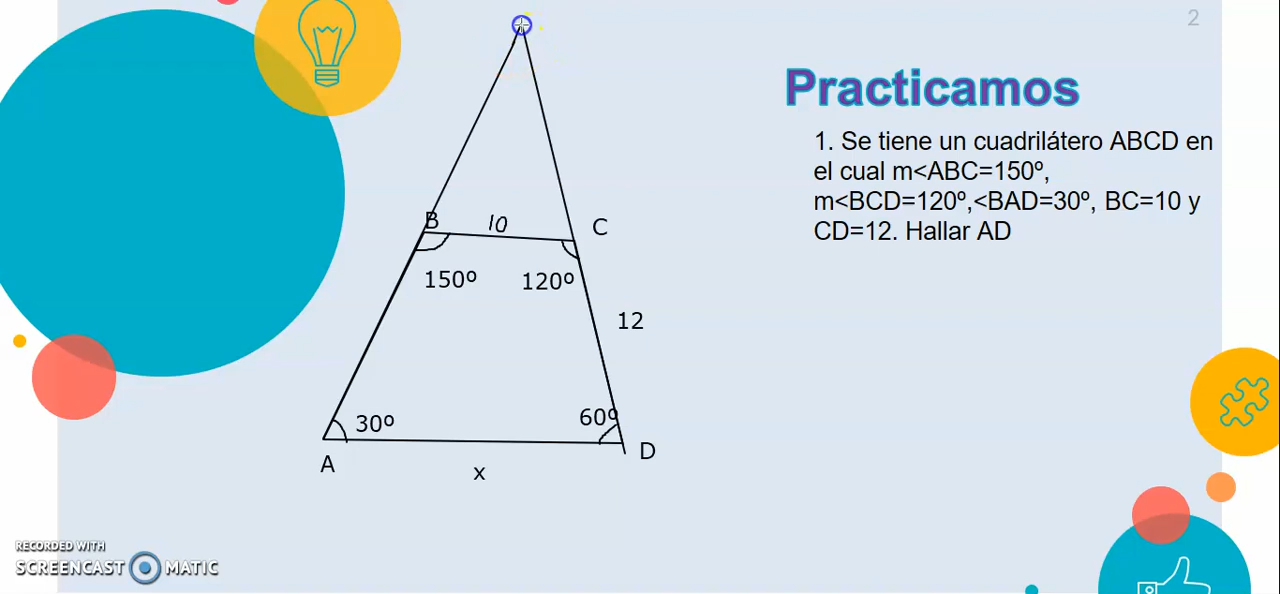 2
Practicamos
1. Se tiene un cuadrilátero ABCD en
el cual m<ABC=150º,
m<BCD=120º,<BAD=30º, BC=10 y
CD=12. Hallar AD
B
10
C
150º
120º
12
30º
60º
A
x
D
RECORDED WITH
SCREENCAST MATIC